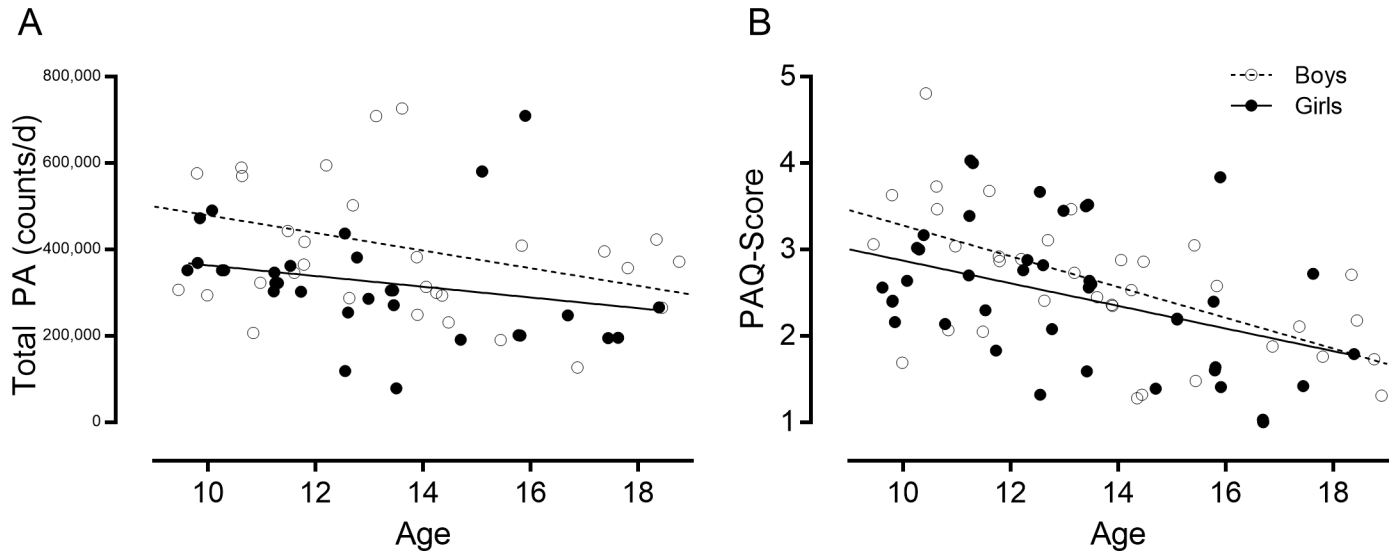 A
Total PA (counts/d)
800,000
600,000
400,000
200,000
0
10 12 14 16 18
Age
B
PAQ-Score
5
4
3
2
1
10 12 14 16 18
Age
Boys
Girls